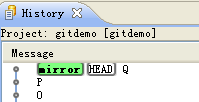 History
Project: gitdemo [gitdemo]
Message
mirror HEAD Q
P
O